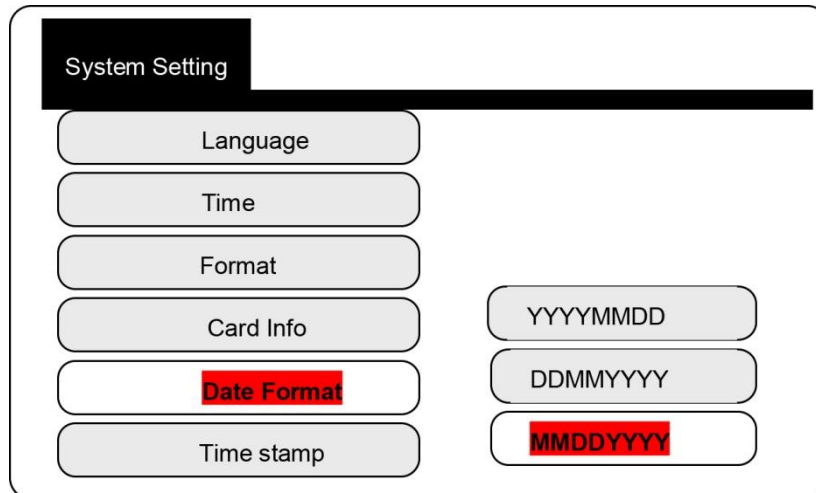 System Setting
Language
Time
Format
Card Info
Date Format
Time stamp
YYYYMMDD
DDMMYYYY
MMDDYYYY